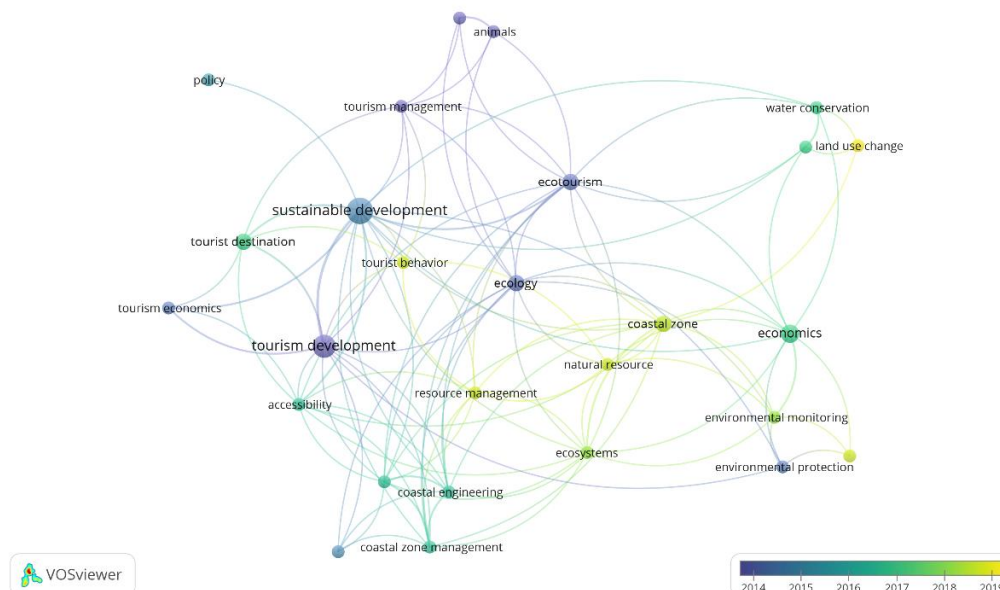 animals
policy
tourism management
water conservation
land use change
ecotourism
sustainable development
tourist destination
tourist behavior
ecology
tourism economics
coastal zone
economics
tourism development
natural resource
resource management
accessibility
environmental monitoring
ecosystems
environmental protection
coastal engineering
coastal zone management
VOSviewer
2014 2015 2016 2017 2018 2019